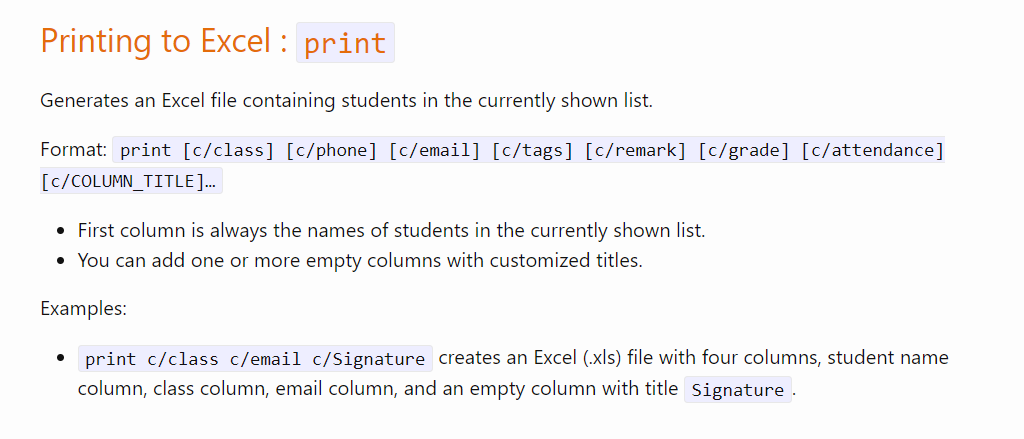 Printing to Excel : print
Generates an Excel file containing students in the currently shown list.
Format: print [c/class] [c/phone] [c/email] [c/tags] [c/remark] [c/grade] [c/attendance]
[c/COLUMN_TITLE]…
• First column is always the names of students in the currently shown list.
• You can add one or more empty columns with customized titles.
Examples:
• print c/class c/email c/Signature creates an Excel (.xls) file with four columns, student name
column, class column, email column, and an empty column with title Signature.